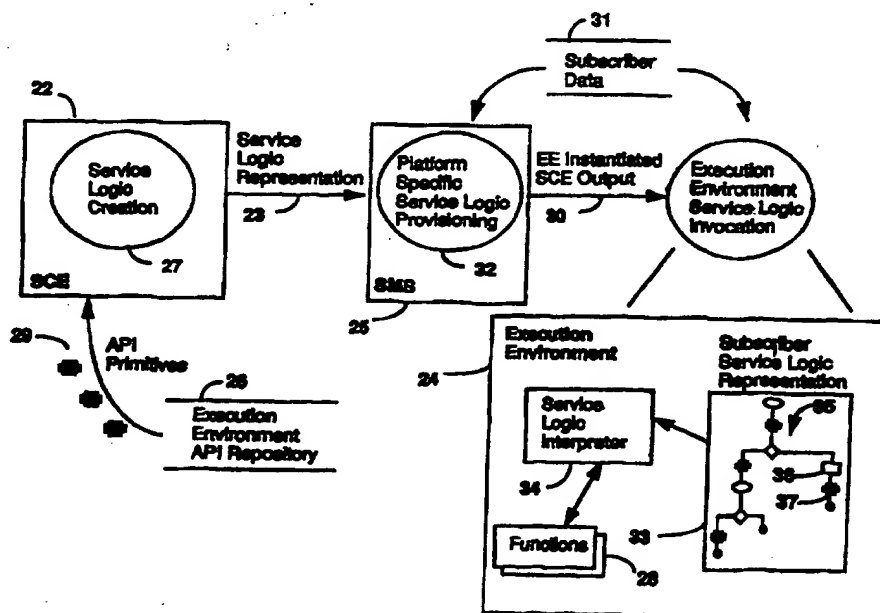 31
Subscriber
Data
22
Service
Logic
Creation
27
SCE
Service
Logic
Representation
23
Platform
Specific
Service Logic
Provisioning
32
SMS
25
EE Instantiated
SCE Output
30
Execution
Environment
Service Logic
Invocation
29
API
Primitives
26
Execution
Environment
API Repository
24
Execution
Environment
Service
Logic
Interpreter
34
Functions
28
Subscriber
Service Logic
Representation
35
36
37
33